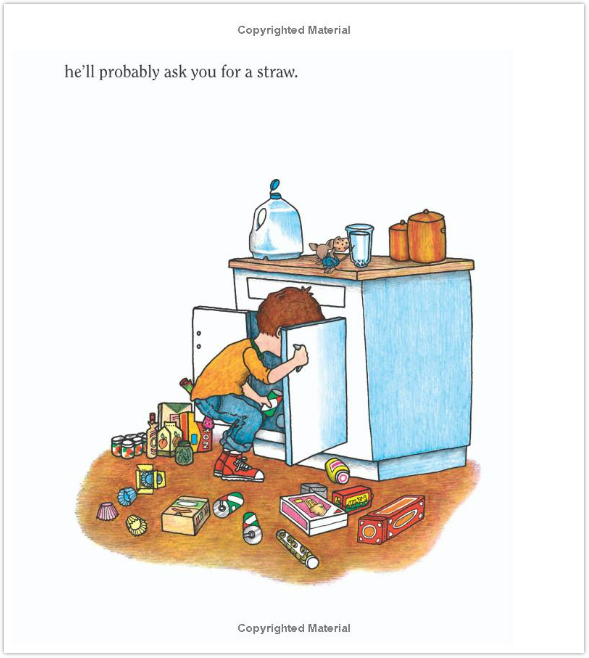 Copyrighted Material
he'll probably ask you for a straw.
Copyrighted Material